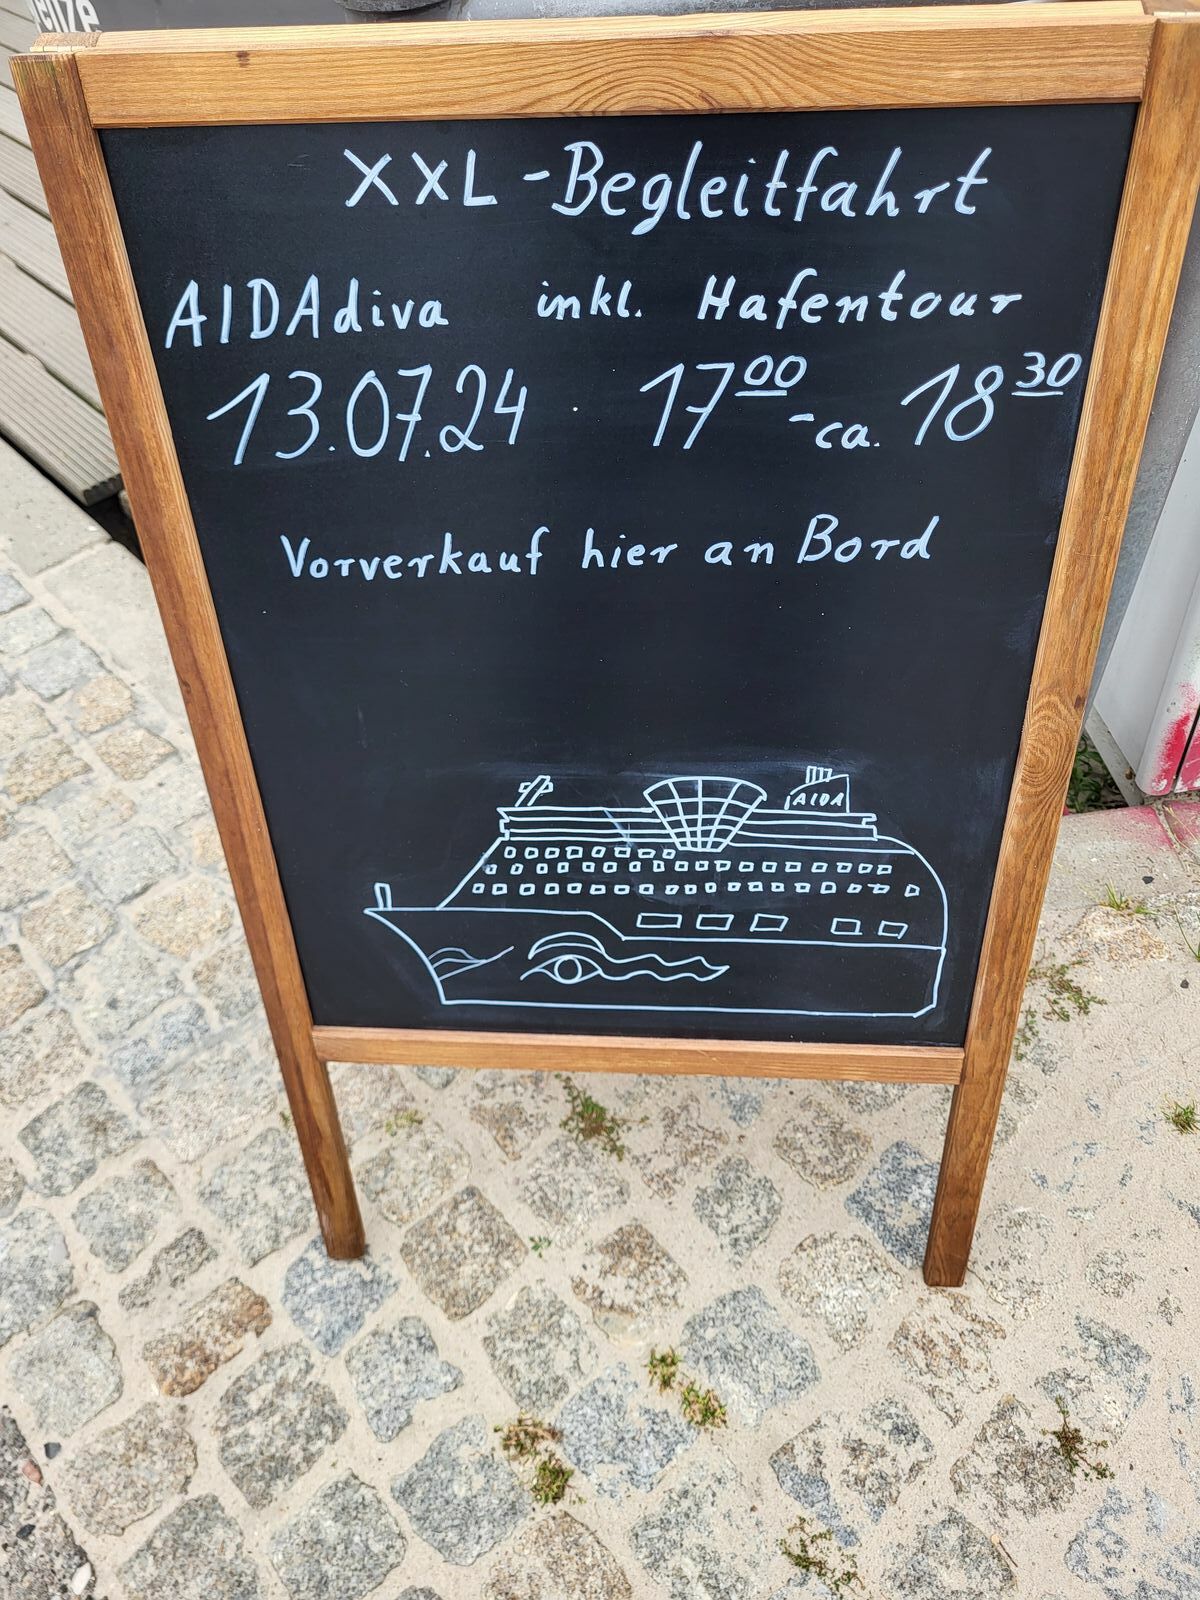 XXL-Begleitfahrt
AIDAdiva inkl. Hafentour
13.07.24 17⁰⁰ - ca. 18³⁰
Vorverkauf hier an Bord
AIDA